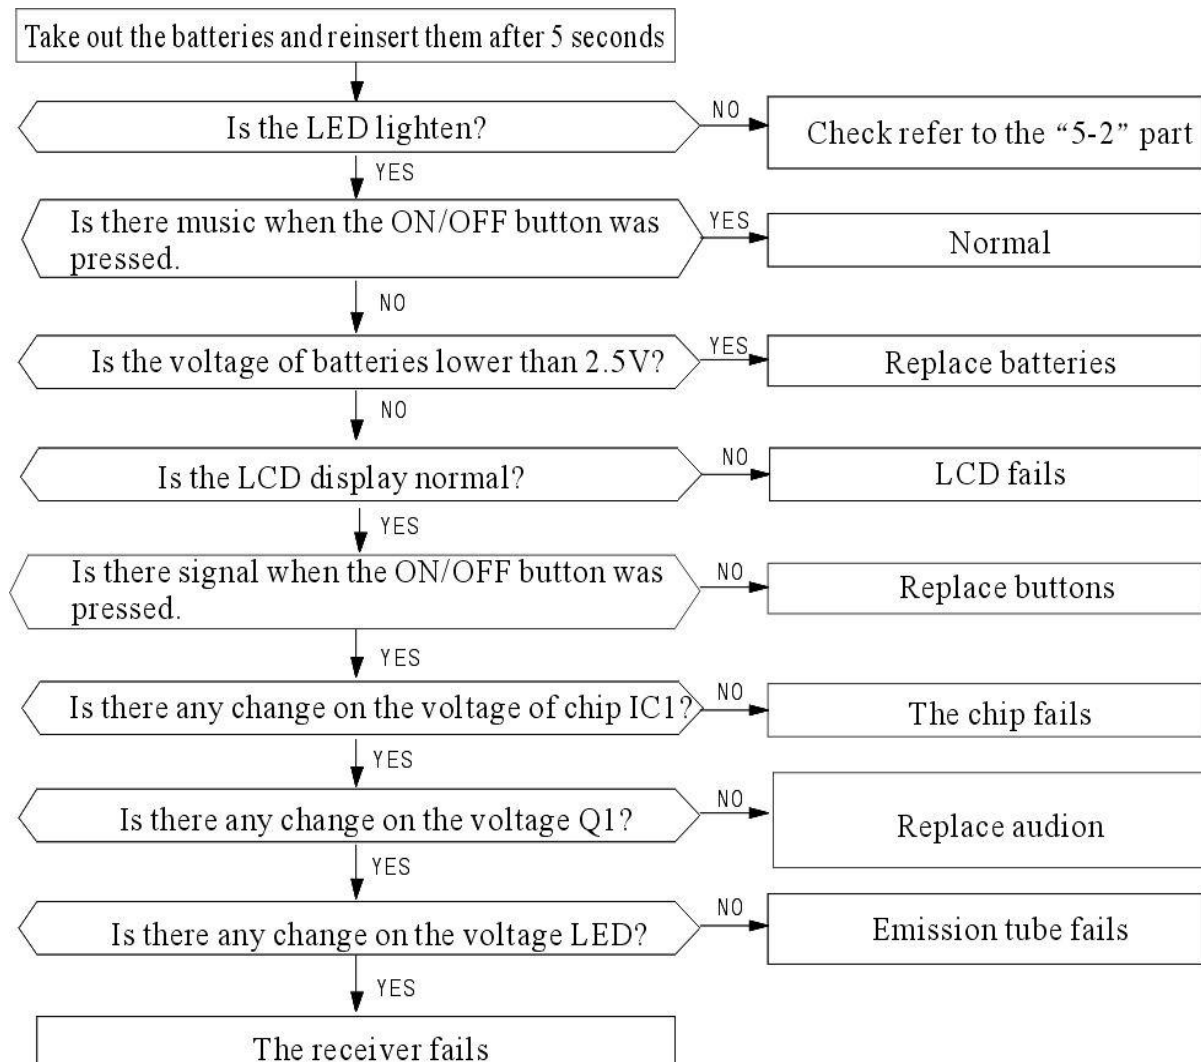 Take out the batteries and reinsert them after 5 seconds
Is the LED lighten?
NO
Check refer to the “5-2” part
YES
Is there music when the ON/OFF button was
pressed.
YES
Normal
NO
Is the voltage of batteries lower than 2.5V?
YES
Replace batteries
NO
Is the LCD display normal?
NO
LCD fails
YES
Is there signal when the ON/OFF button was
pressed.
NO
Replace buttons
YES
Is there any change on the voltage of chip IC1?
NO
The chip fails
YES
Is there any change on the voltage Q1?
NO
Replace audion
YES
Is there any change on the voltage LED?
NO
Emission tube fails
YES
The receiver fails